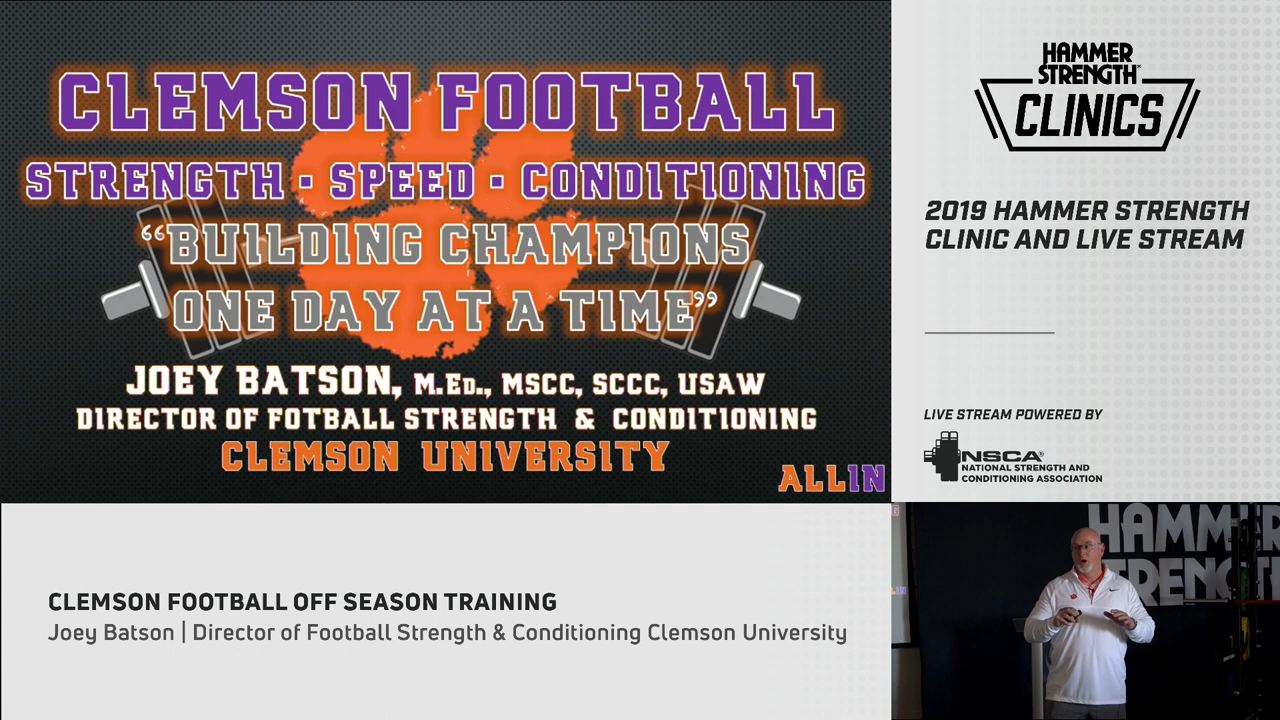 CLEMSON FOOTBALL
STRENGTH · SPEED · CONDITIONING
“BUILDING CHAMPIONS
ONE DAY AT A TIME”
JOEY BATSON, M.ED., MSCC, SCCC, USAW
DIRECTOR OF FOTBALL STRENGTH & CONDITIONING
CLEMSON UNIVERSITY
ALLIN
HAMMER
STRENGTH®
CLINICS
2019 HAMMER STRENGTH
CLINIC AND LIVE STREAM
LIVE STREAM POWERED BY
NSCA®
NATIONAL STRENGTH AND
CONDITIONING ASSOCIATION
CLEMSON FOOTBALL OFF SEASON TRAINING
Joey Batson | Director of Football Strength & Conditioning Clemson University
HAMMER
TRENGTH